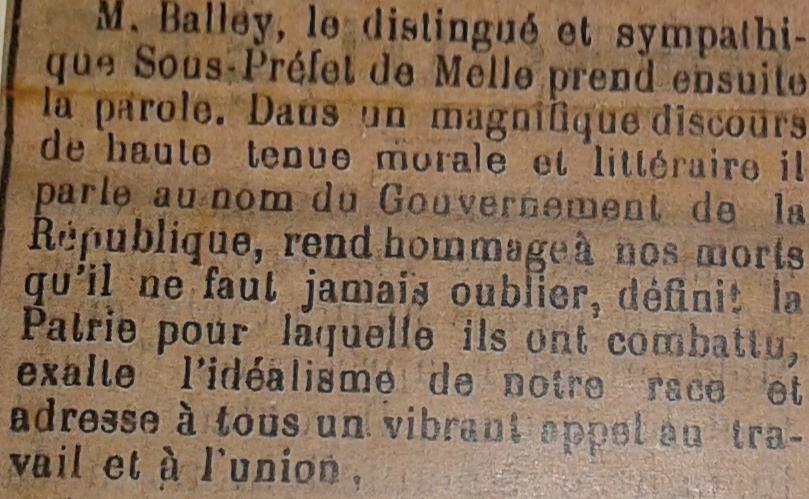 M. Balley, le distingué et sympathi-
que Sous-Préfet de Melle prend ensuite
la parole. Dans un magnifique discours
de haute tenue morale et littéraire il
parle au nom du Gouvernement de la
République, rend hommage à nos morts
qu'il ne faut jamais oublier, définit la
Patrie pour laquelle ils ont combattu,
exalte l'idéalisme de notre race et
adresse à tous un vibrant appel au tra-
vail et à l'union.